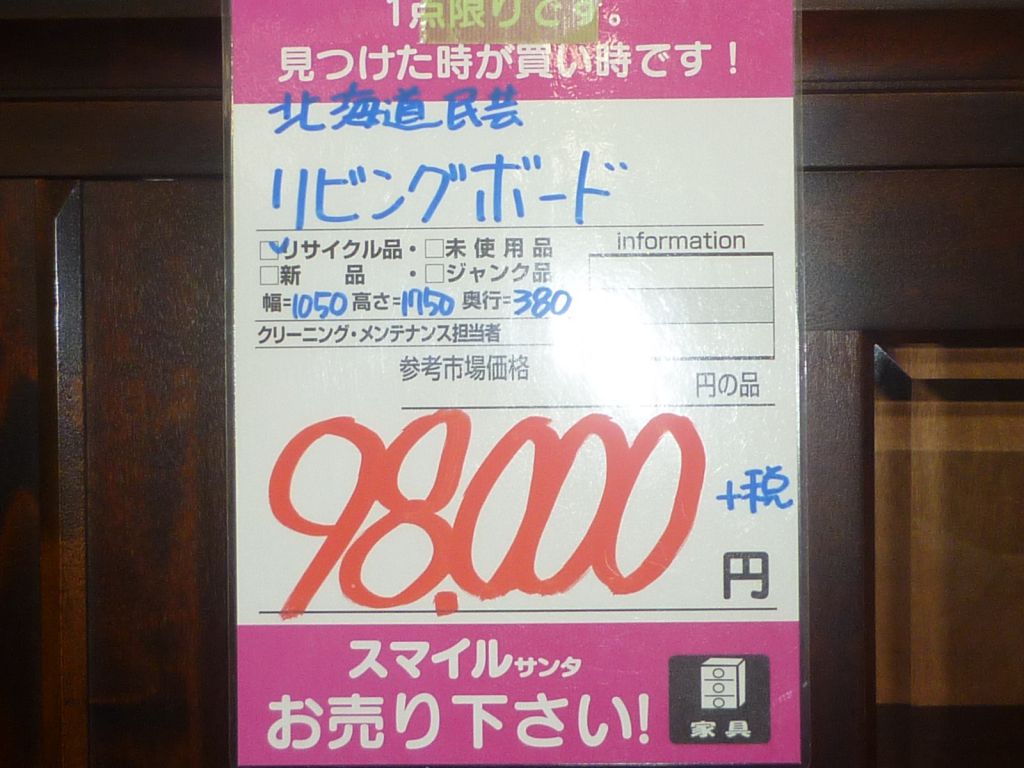 1点限りです。
見つけた時が買い時です！
北海道民芸
リビングボード
□リサイクル品・□未使用品
□新品・□ジャンク品
information
幅=1050 高さ=1750 奥行=380
クリーニング・メンテナンス担当者
参考市場価格
円の品
98.000
+税
円
スマイルサンタ
お売り下さい!
家具